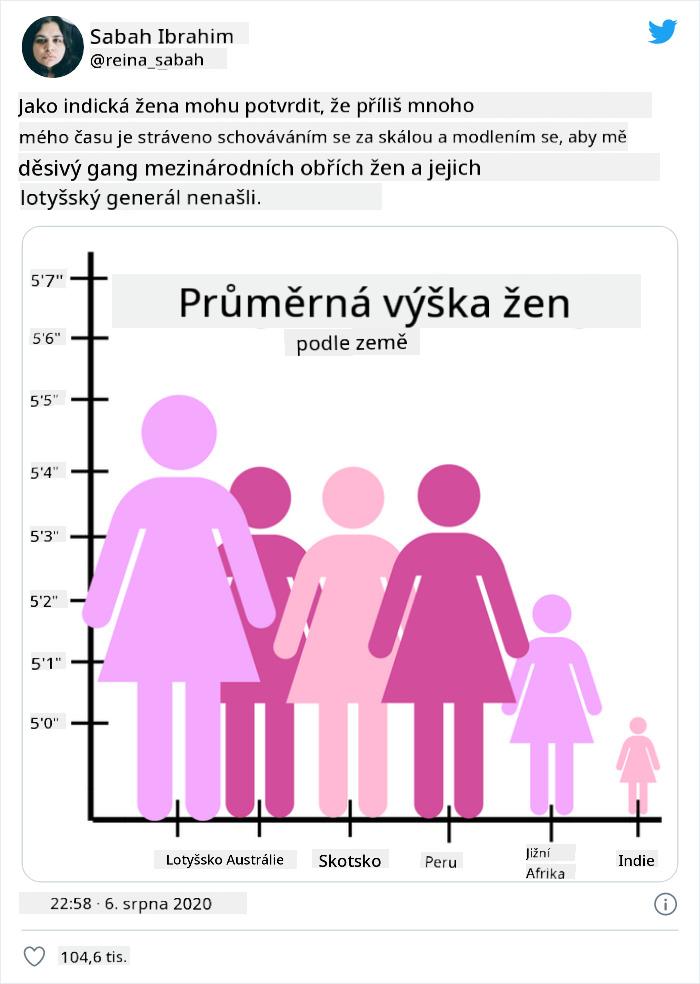 Sabah Ibrahim
@reina_sabah
Jako indická žena mohu potvrdit, že příliš mnoho
mého času je stráveno schováváním se za skálou a modlením se, aby mě
děsivý gang mezinárodních obřích žen a jejich
lotyšský generál nenašli.
Průměrná výška žen
podle země
5'7"
5'6"
5'5"
5'4"
5'3"
5'2"
5'1"
5'0"
Lotyšsko Austrálie Skotsko Peru Jižní Afrika Indie
22:58 · 6. srpna 2020
104,6 tis.